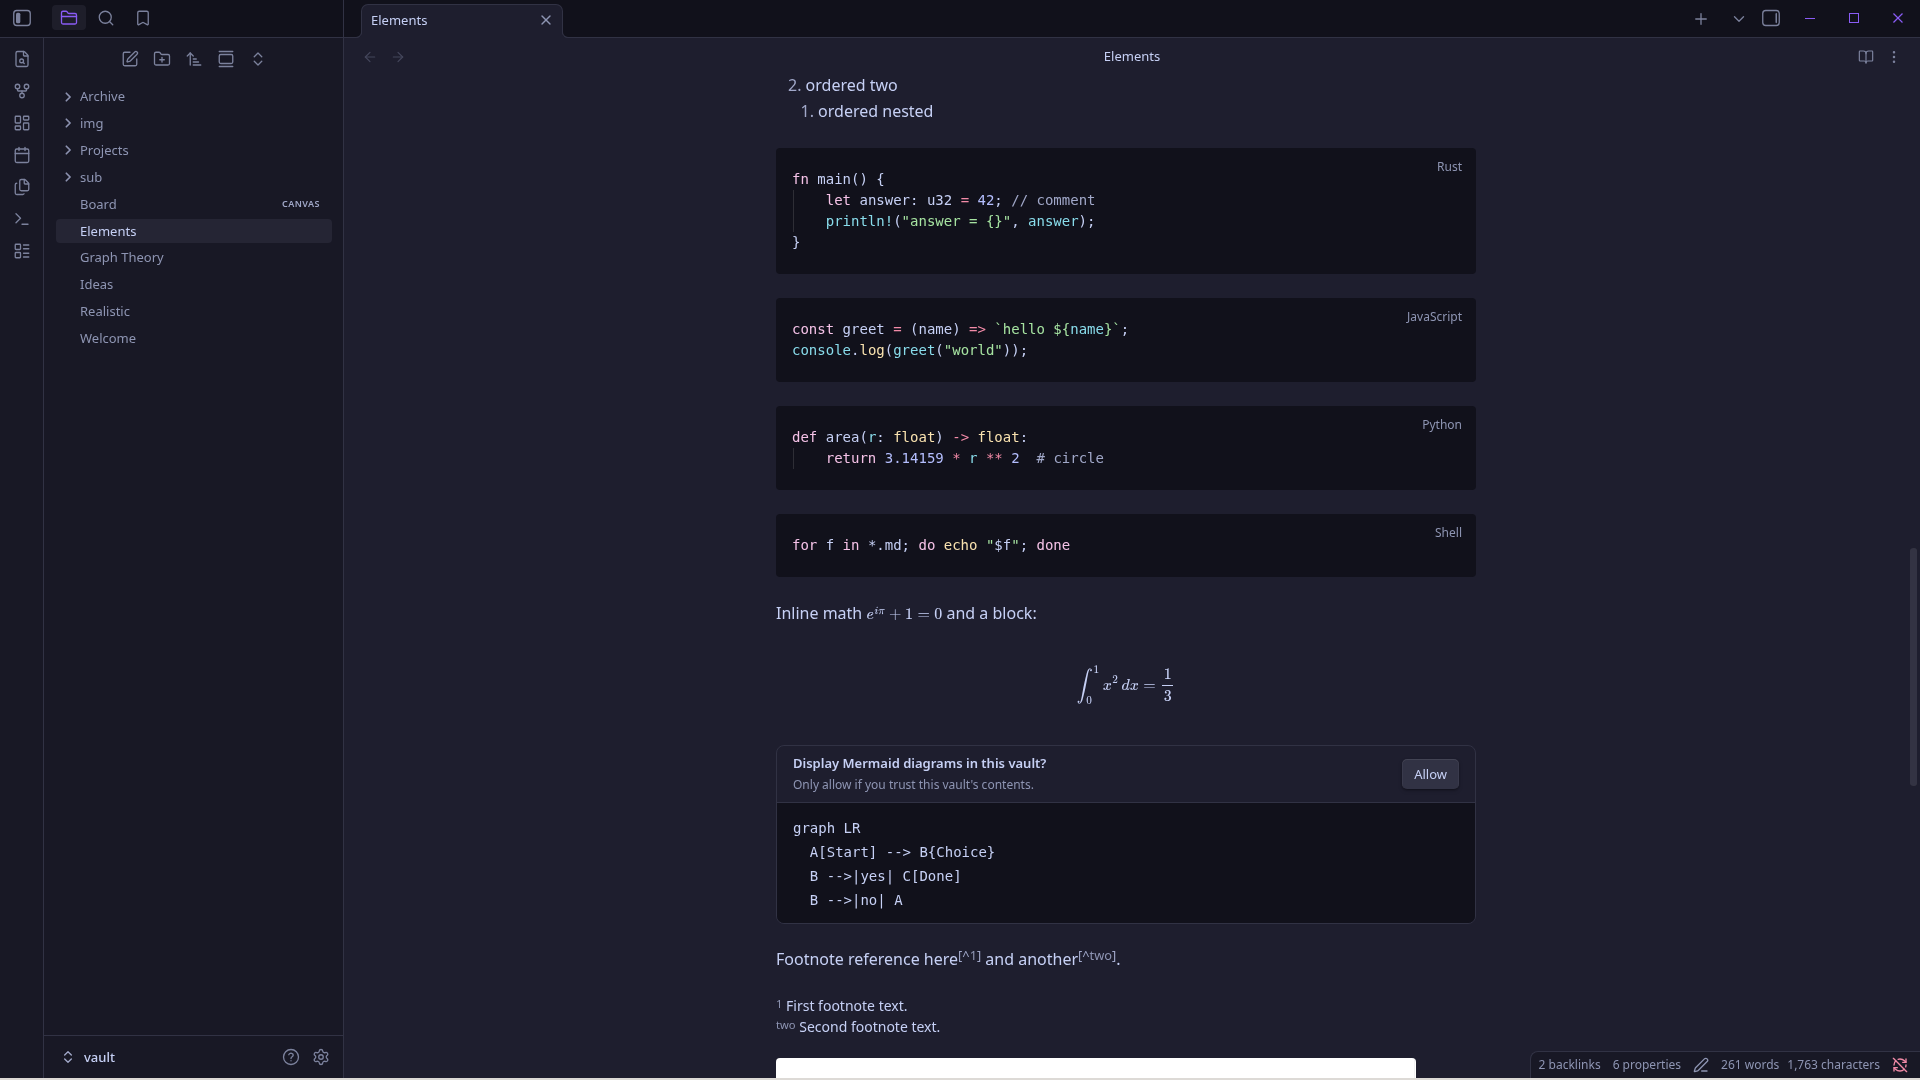 Elements
Elements
Archive
img
Projects
sub
Board CANVAS
Elements
Graph Theory
Ideas
Realistic
Welcome
2. ordered two
1. ordered nested
Rust
fn main() {
    let answer: u32 = 42; // comment
    println!("answer = {}", answer);
}
JavaScript
const greet = (name) => `hello ${name}`;
console.log(greet("world"));
Python
def area(r: float) -> float:
    return 3.14159 * r ** 2  # circle
Shell
for f in *.md; do echo "$f"; done
Inline math e^{iπ} + 1 = 0 and a block:
∫_0^1 x^2 dx = 1/3
Display Mermaid diagrams in this vault?
Only allow if you trust this vault's contents.
Allow
graph LR
  A[Start] --> B{Choice}
  B -->|yes| C[Done]
  B -->|no| A
Footnote reference here[^1] and another[^two].
1 First footnote text.
two Second footnote text.
vault
2 backlinks 6 properties 261 words 1,763 characters